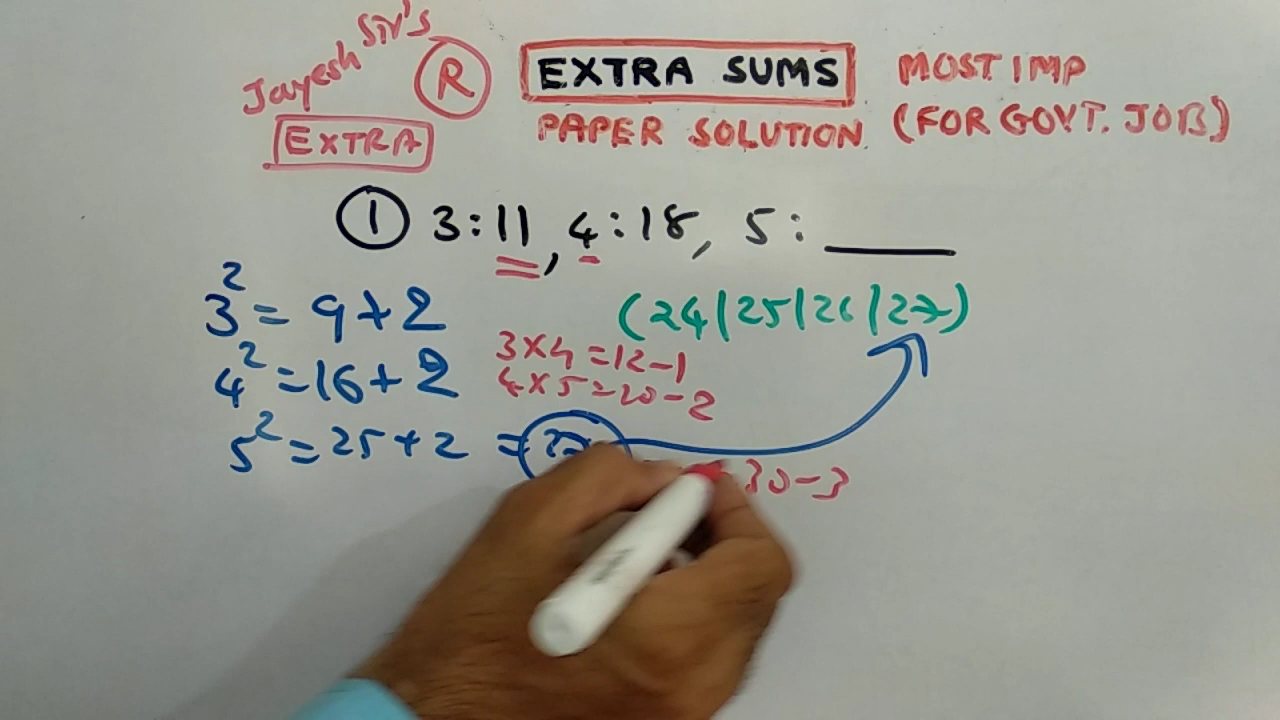 Jayesh Sir's
R
EXTRA
EXTRA SUMS
PAPER SOLUTION.
MOST IMP
(FOR GOVT. JOB)
① 3:11, 4:18, 5: ____
(24/25/26/27)
3² = 9+2
4² = 16+2
5² = 25+2 = 27
3×4 = 12-1
4×5 = 20-2
30-3